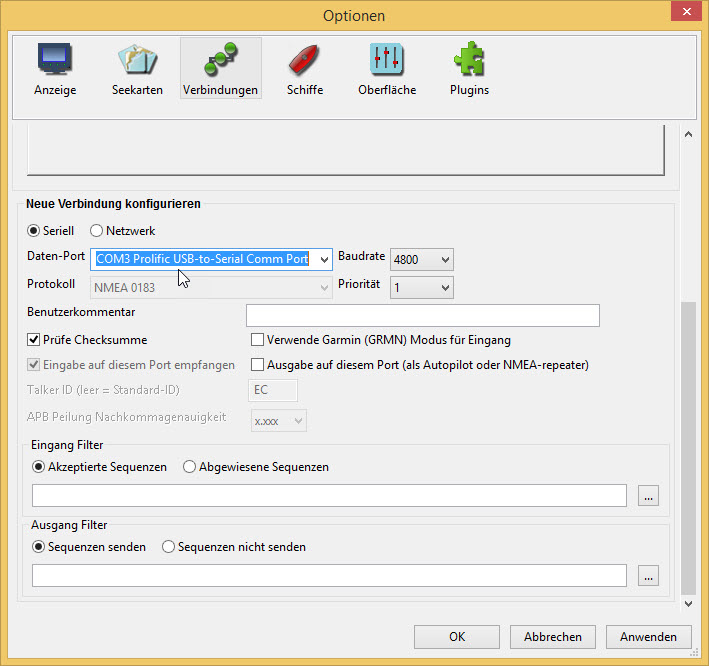 Optionen
Anzeige Seekarten Verbindungen Schiffe Oberfläche Plugins
Neue Verbindung konfigurieren
Seriell Netzwerk
Daten-Port COM3 Prolific USB-to-Serial Comm Port Baudrate 4800
Protokoll NMEA 0183 Priorität 1
Benutzerkommentar
Prüfe Checksumme Verwende Garmin (GRMN) Modus für Eingang
Eingabe auf diesem Port empfangen Ausgabe auf diesem Port (als Autopilot oder NMEA-repeater)
Talker ID (leer = Standard-ID) EC
APB Peilung Nachkommagenauigkeit x.xxx
Eingang Filter
Akzeptierte Sequenzen Abgewiesene Sequenzen
...
Ausgang Filter
Sequenzen senden Sequenzen nicht senden
...
OK Abbrechen Anwenden